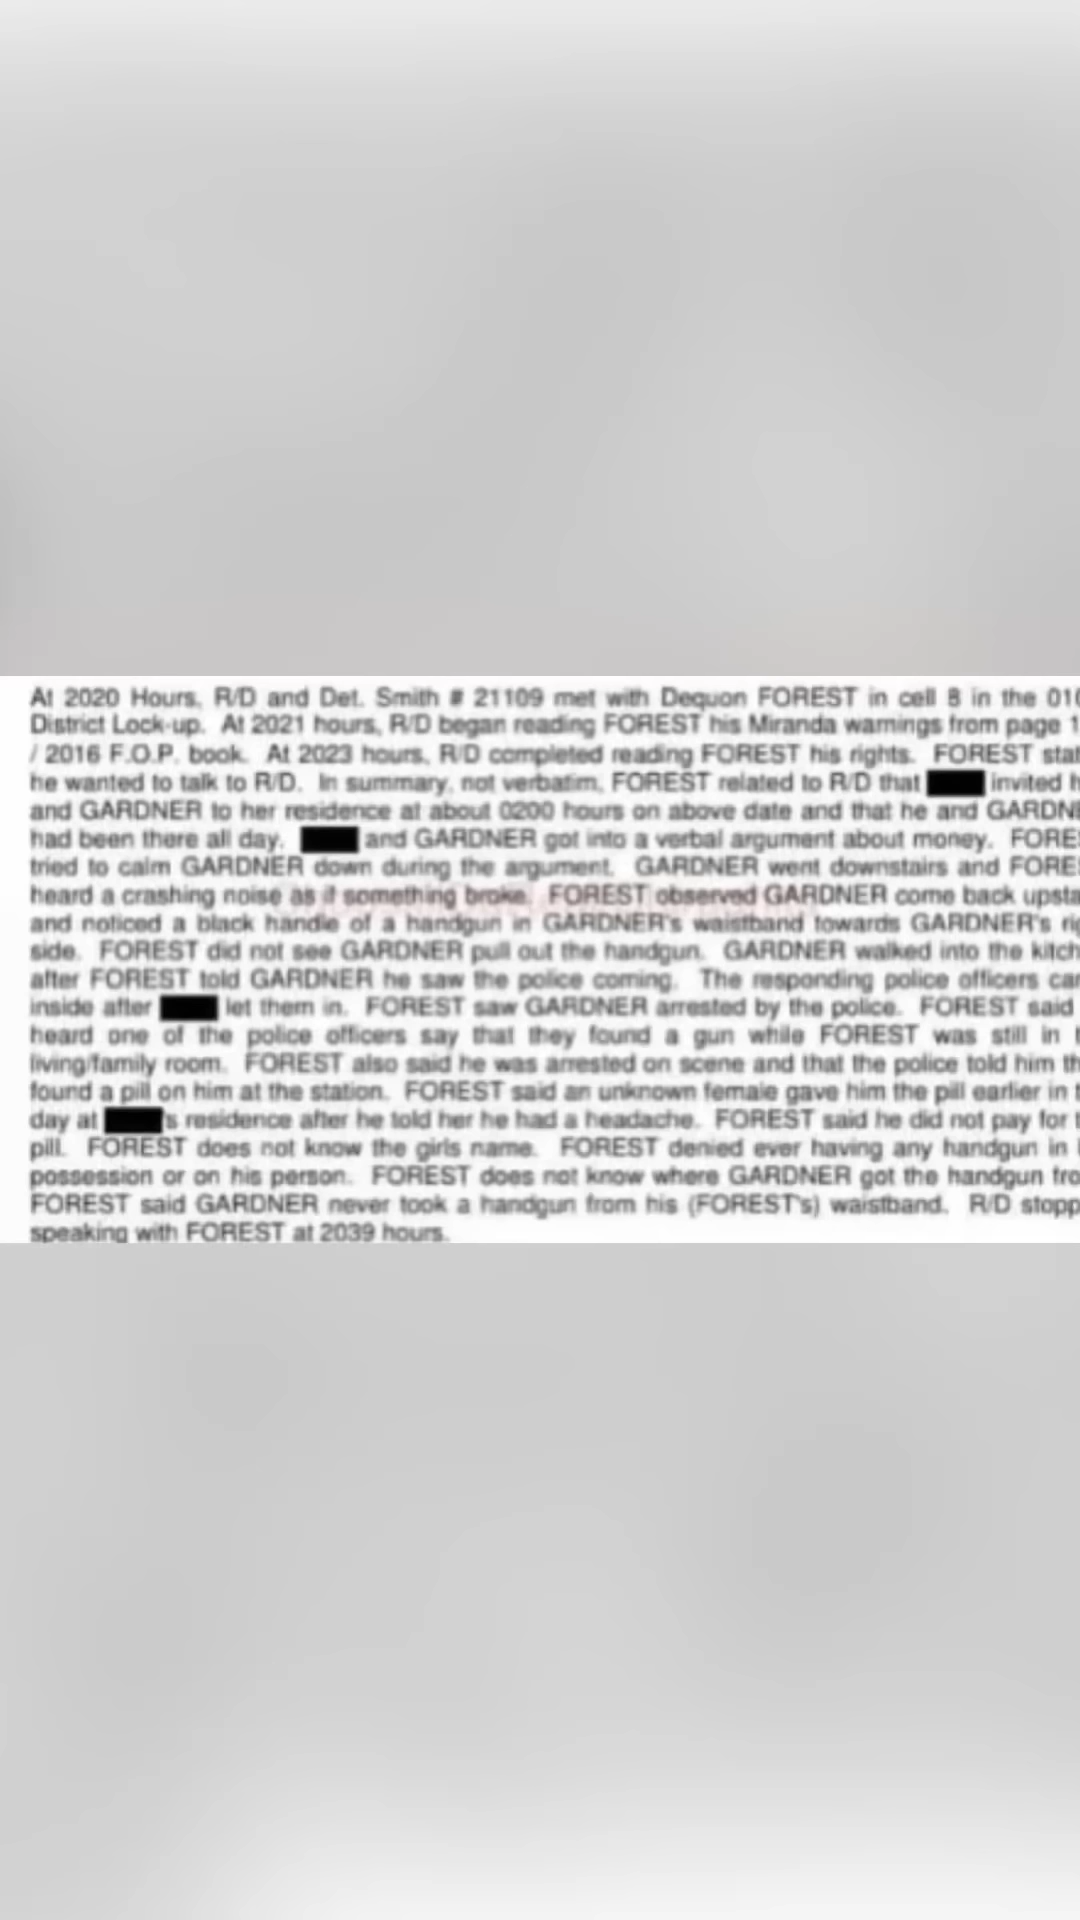 At 2020 Hours, R/D and Det. Smith # 21109 met with Dequon FOREST in cell 8 in the 010
District Lock-up. At 2021 hours, R/D began reading FOREST his Miranda warnings from page 1
/ 2016 F.O.P. book. At 2023 hours, R/D completed reading FOREST his rights. FOREST stat
he wanted to talk to R/D. In summary, not verbatim, FOREST related to R/D that invited h
and GARDNER to her residence at about 0200 hours on above date and that he and GARDNE
had been there all day. and GARDNER got into a verbal argument about money. FORES
tried to calm GARDNER down during the argument. GARDNER went downstairs and FORES
heard a crashing noise as if something broke. FOREST observed GARDNER come back upsta
and noticed a black handle of a handgun in GARDNER's waistband towards GARDNER's rig
side. FOREST did not see GARDNER pull out the handgun. GARDNER walked into the kitch
after FOREST told GARDNER he saw the police coming. The responding police officers cam
inside after let them in. FOREST saw GARDNER arrested by the police. FOREST said
heard one of the police officers say that they found a gun while FOREST was still in t
living/family room. FOREST also said he was arrested on scene and that the police told him th
found a pill on him at the station. FOREST said an unknown female gave him the pill earlier in t
day at 's residence after he told her he had a headache. FOREST said he did not pay for t
pill. FOREST does not know the girls name. FOREST denied ever having any handgun in
possession or on his person. FOREST does not know where GARDNER got the handgun fro
FOREST said GARDNER never took a handgun from his (FOREST's) waistband. R/D stopp
speaking with FOREST at 2039 hours.